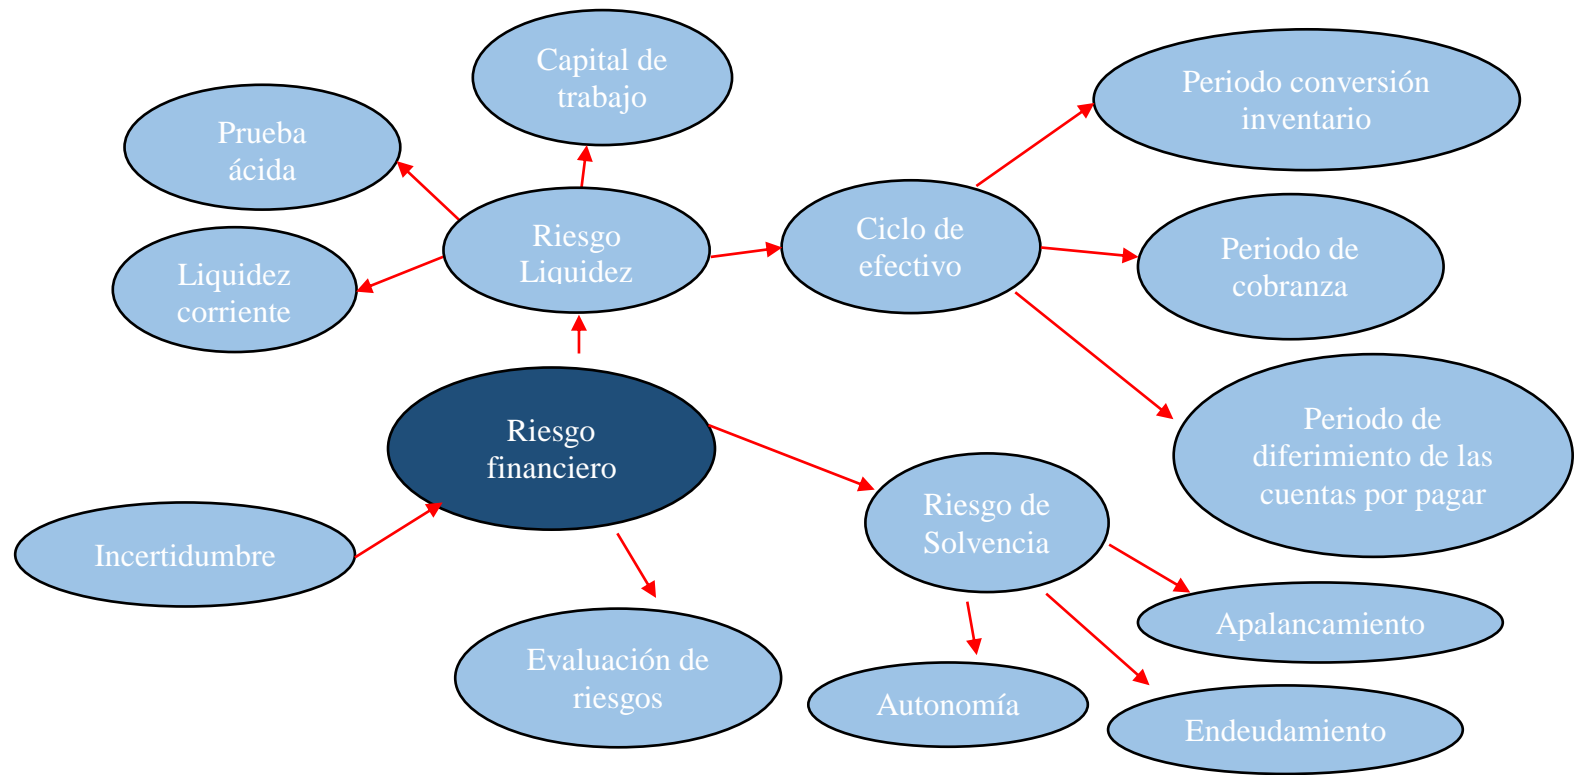 Capital de
trabajo
Periodo conversión
inventario
Prueba
ácida
Riesgo
Liquidez
Ciclo de
efectivo
Periodo de
cobranza
Liquidez
corriente
Riesgo
financiero
Periodo de
diferimiento de las
cuentas por pagar
Riesgo de
Solvencia
Incertidumbre
Apalancamiento
Evaluación de
riesgos
Autonomía
Endeudamiento